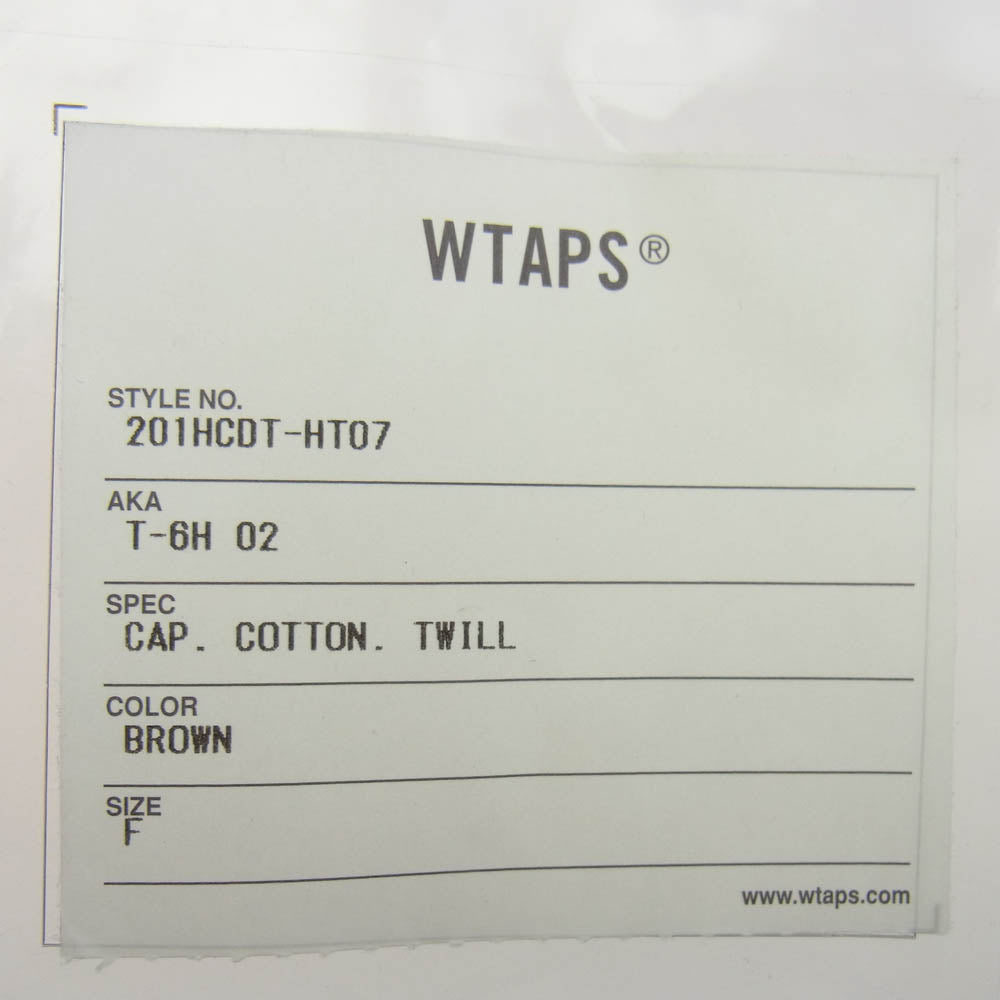 WTAPS®
STYLE NO.
201HCDT-HT07
AKA
T-6H 02
SPEC
CAP. COTTON. TWILL
COLOR
BROWN
SIZE
F
www.wtaps.com